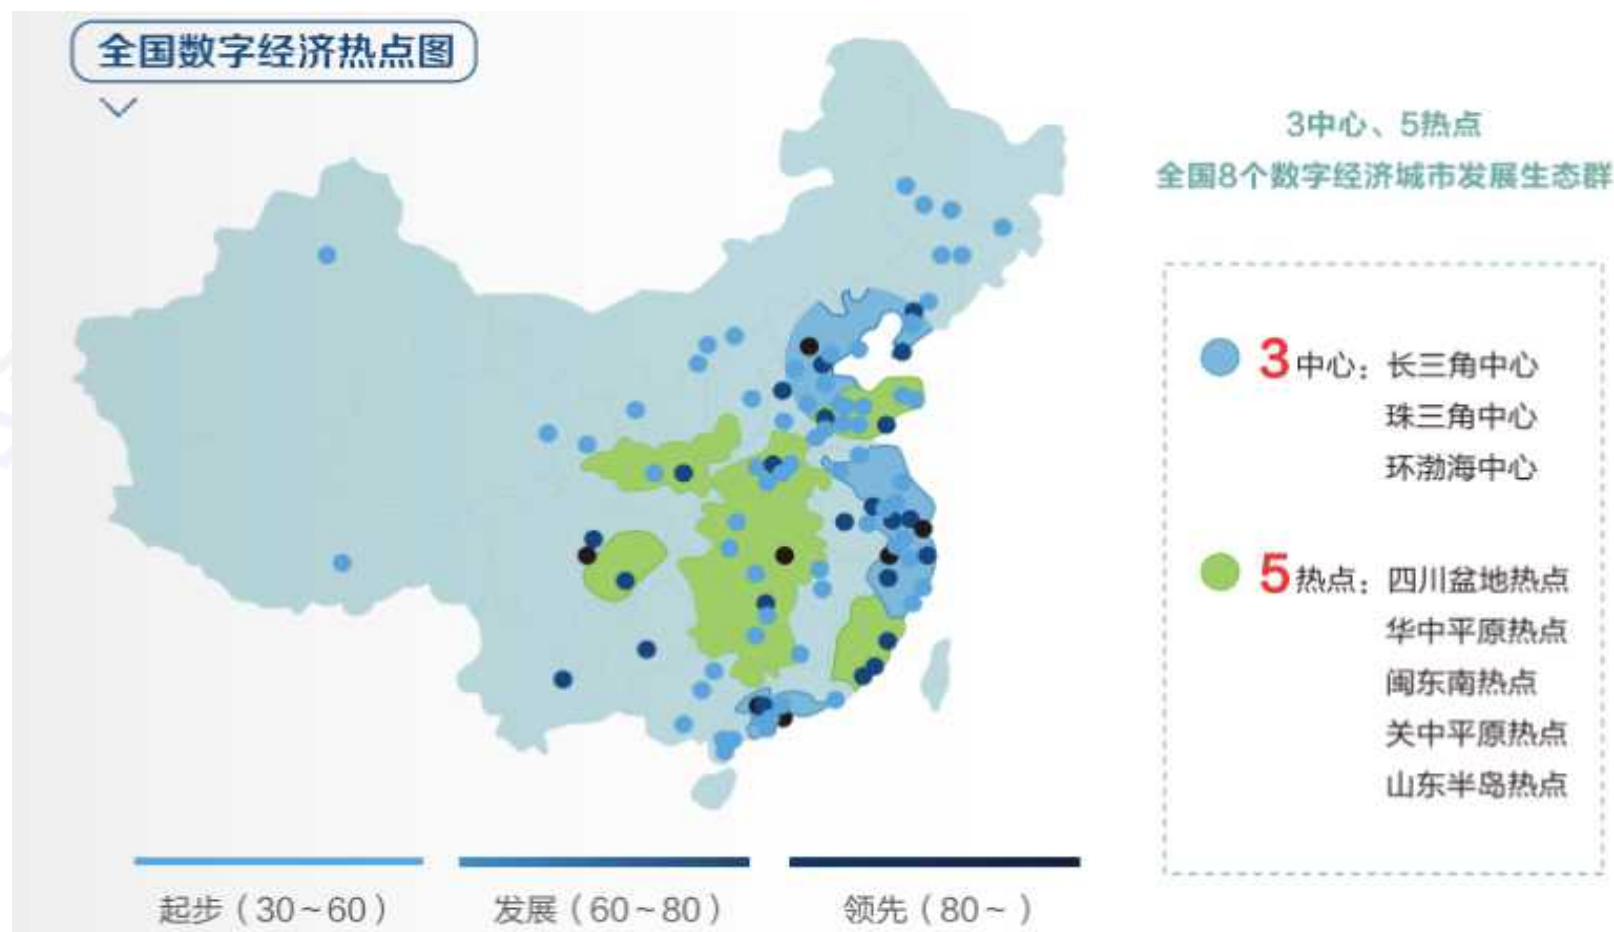 全国数字经济热点图
3中心、5热点
全国8个数字经济城市发展生态群
3中心：长三角中心
珠三角中心
环渤海中心
5热点：四川盆地热点
华中平原热点
闽东南热点
关中平原热点
山东半岛热点
起步（30~60）
发展（60~80）
领先（80~ ）